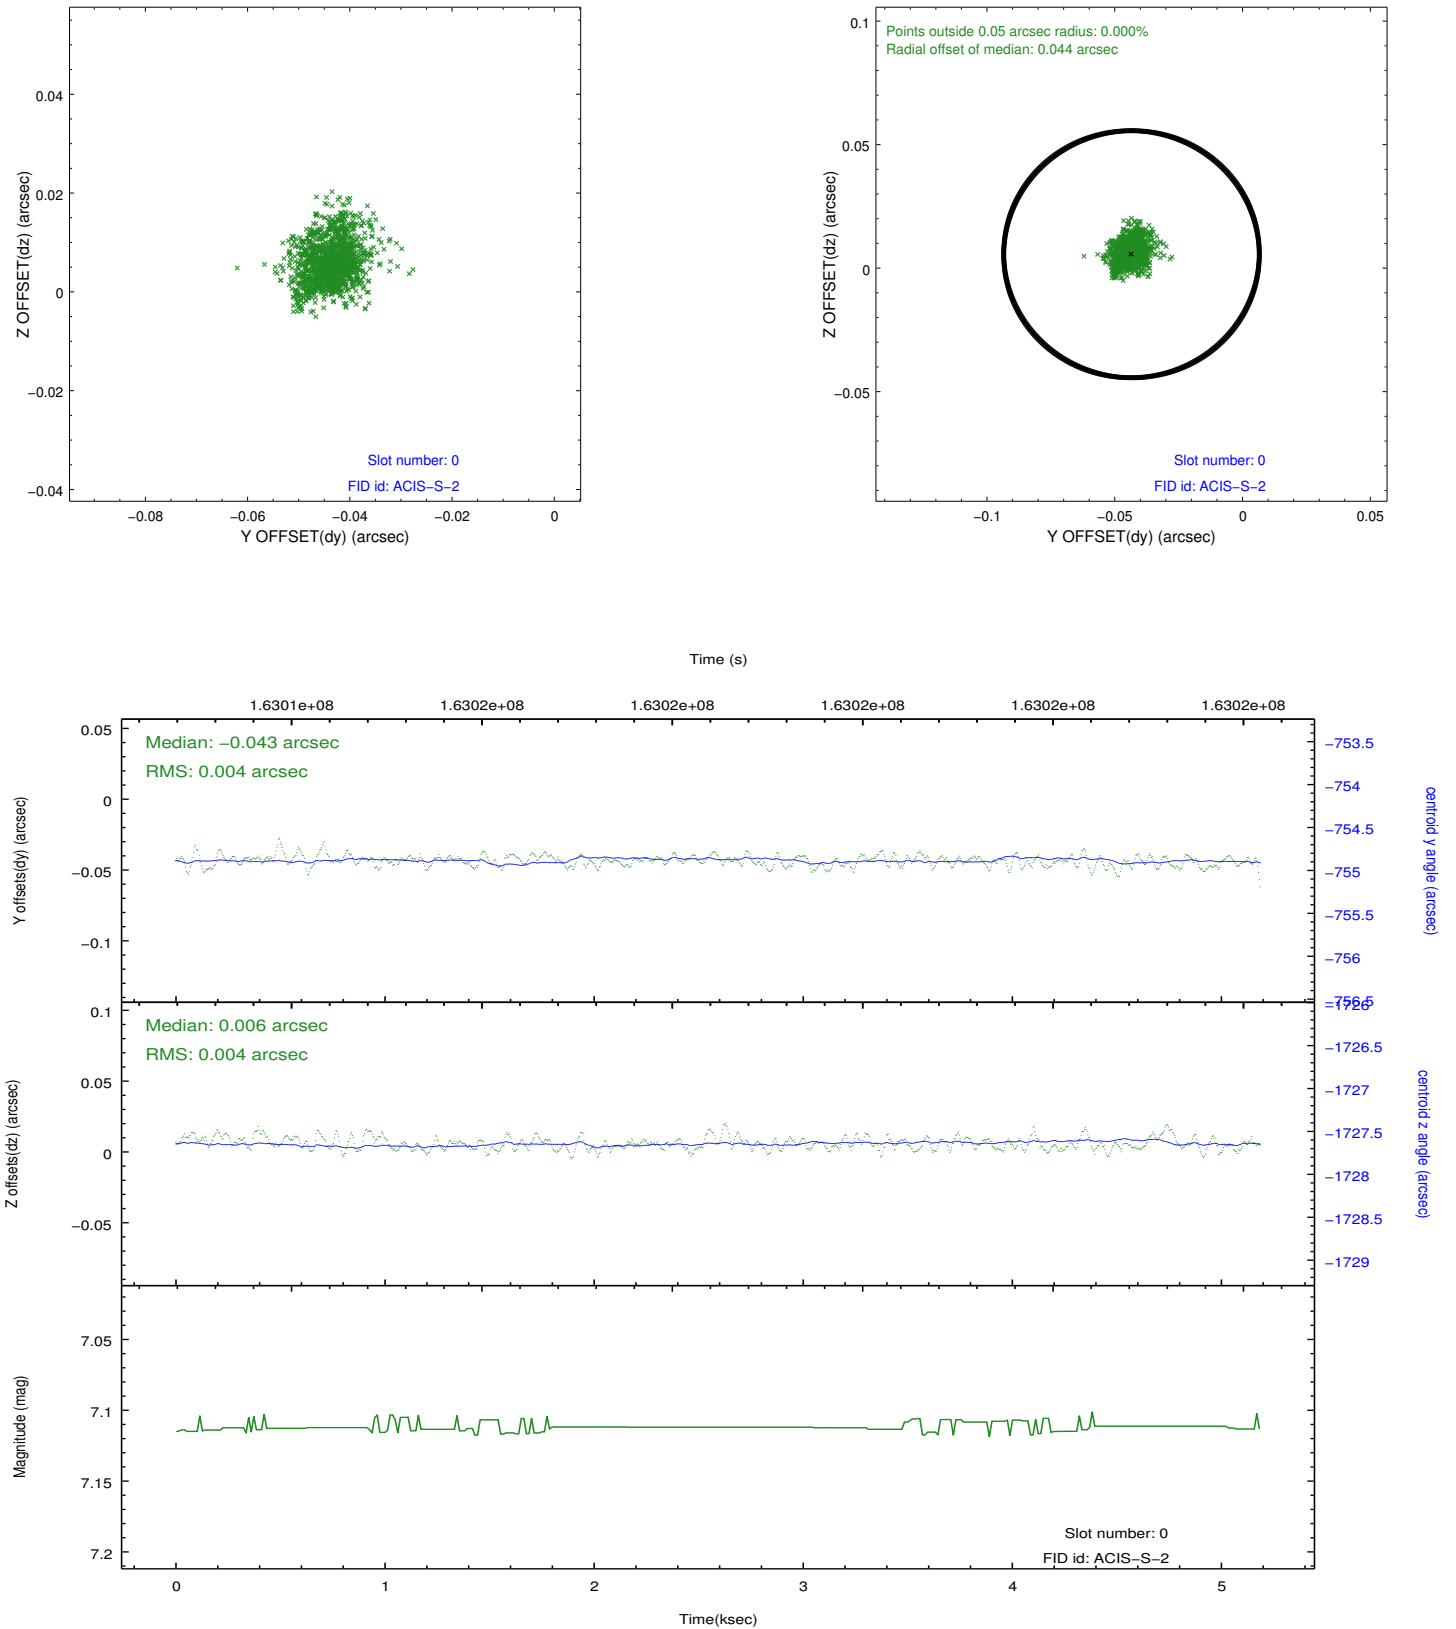 0.04
0.02
0
−0.02
−0.04
Z OFFSET(dz) (arcsec)
Slot number: 0
FID id: ACIS−S−2
−0.08
−0.06
−0.04
−0.02
0
Y OFFSET(dy) (arcsec)
0.1
0.05
0
−0.05
Z OFFSET(dz) (arcsec)
Points outside 0.05 arcsec radius: 0.000%
Radial offset of median: 0.044 arcsec
Slot number: 0
FID id: ACIS−S−2
−0.1
−0.05
0
0.05
Y OFFSET(dy) (arcsec)
Time (s)
1.6301e+08
1.6302e+08
1.6302e+08
1.6302e+08
1.6302e+08
1.6302e+08
0.05
0
−0.05
−0.1
Y offsets(dy) (arcsec)
Median: −0.043 arcsec
RMS: 0.004 arcsec
−753.5
−754
−754.5
−755
−755.5
−756
−756.5
centroid y angle (arcsec)
0.1
0.05
0
−0.05
Z offsets(dz) (arcsec)
Median: 0.006 arcsec
RMS: 0.004 arcsec
−1726
−1726.5
−1727
−1727.5
−1728
−1728.5
−1729
centroid z angle (arcsec)
7.05
7.1
7.15
7.2
Magnitude (mag)
Slot number: 0
FID id: ACIS−S−2
0
1
2
3
4
5
Time(ksec)